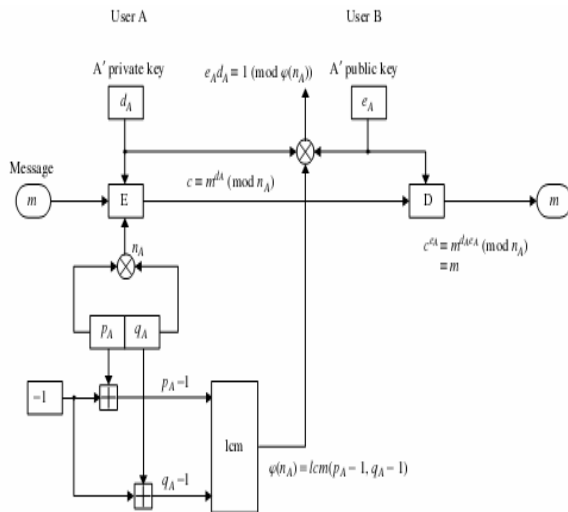 User A
User B
A′ private key
e_A d_A ≡ 1 (mod φ(n_A))
A′ public key
d_A
e_A
Message
m
E
c ≡ m^{d_A} (mod n_A)
D
m
n_A
c^{e_A} ≡ m^{d_A e_A} (mod n_A)
≡ m
p_A
q_A
−1
p_A −1
lcm
φ(n_A) ≡ lcm(p_A − 1, q_A − 1)
q_A −1